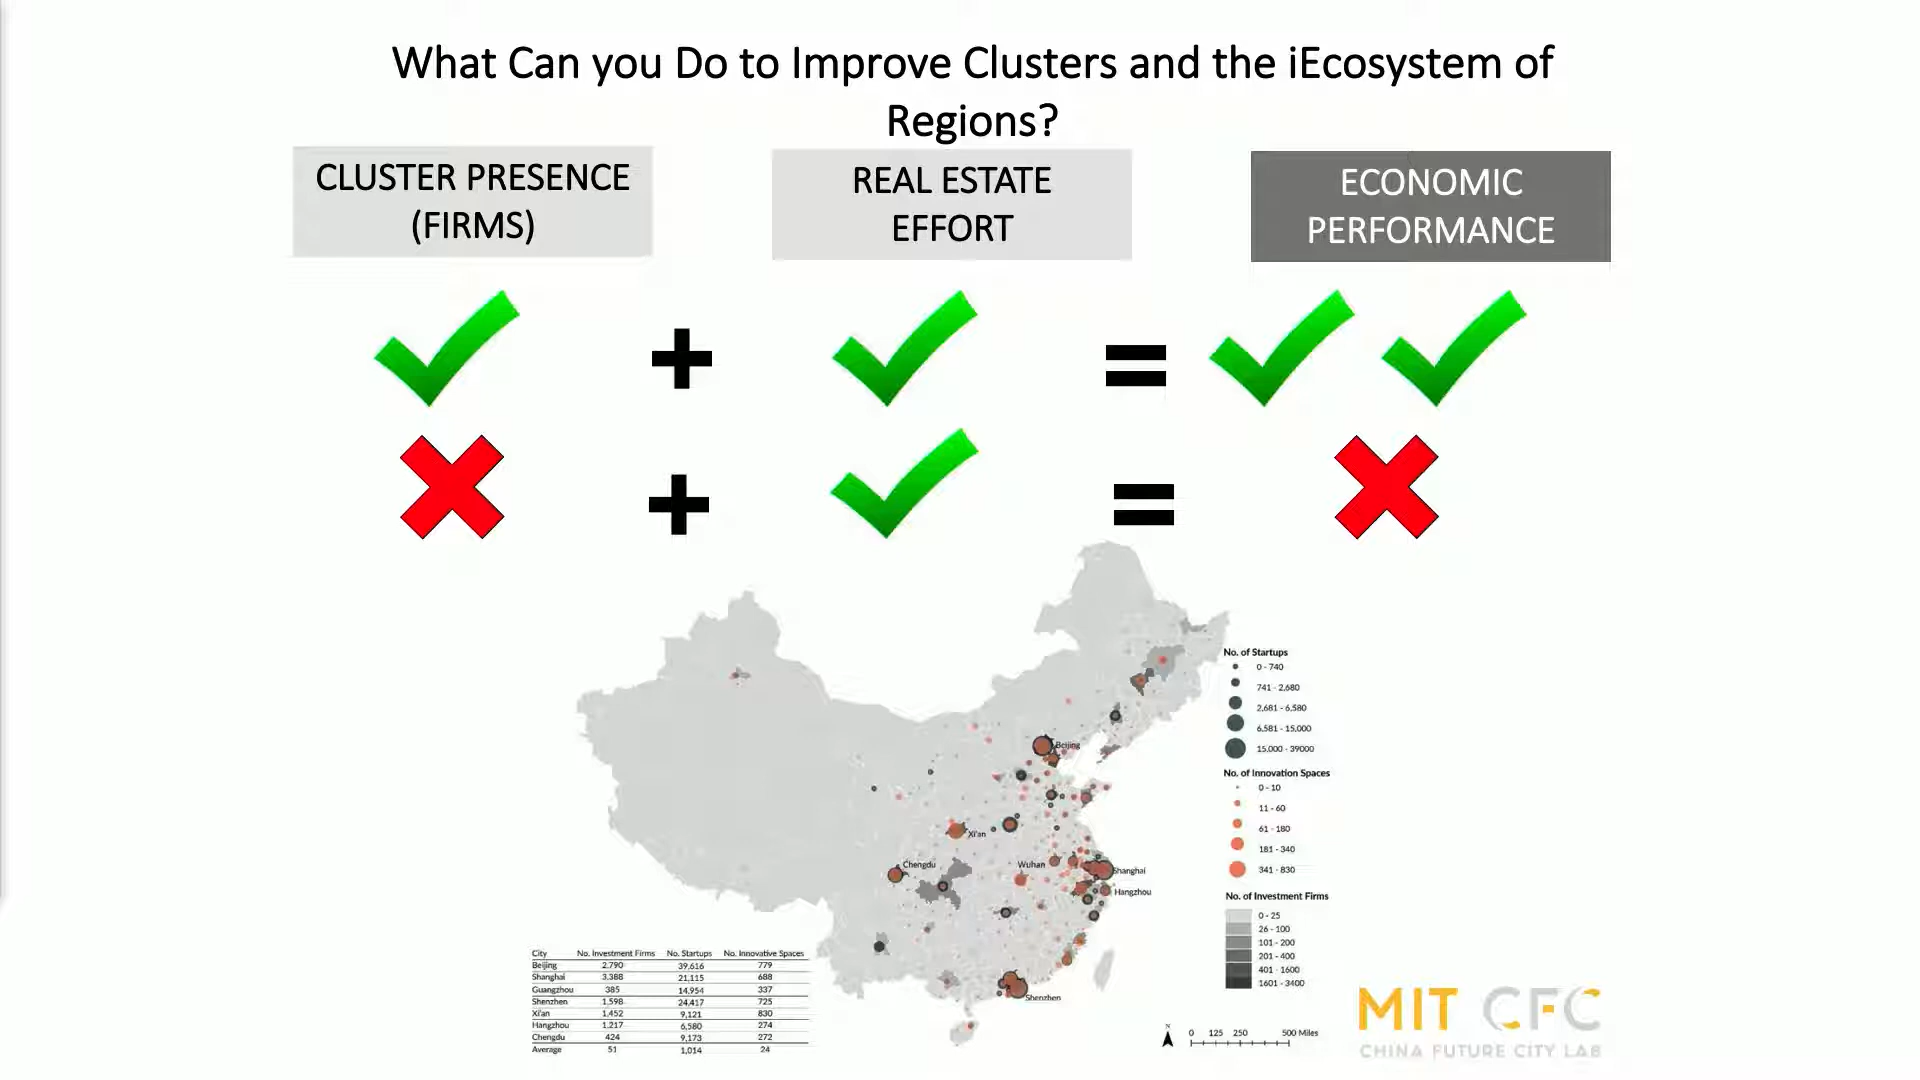 What Can you Do to Improve Clusters and the iEcosystem of
Regions?
CLUSTER PRESENCE
(FIRMS)
REAL ESTATE
EFFORT
ECONOMIC
PERFORMANCE
No. of Startups
0 - 740
741 - 2,680
2,681 - 6,580
6,581 - 15,000
15,000 - 39000
No. of Innovation Spaces
0 - 10
11 - 60
61 - 180
181 - 340
341 - 830
No. of Investment Firms
0 - 25
26 - 100
101 - 200
201 - 400
401 - 1600
1601 - 3400
Beijing
Xi'an
Chengdu
Wuhan
Shanghai
Hangzhou
Shenzhen
City No. Investment Firms No. Startups No. Innovative Spaces
Beijing 2,790 39,616 779
Shanghai 3,388 21,115 688
Guangzhou 385 14,954 337
Shenzhen 1,598 24,417 725
Xi'an 1,452 9,121 830
Hangzhou 1,217 6,580 274
Chengdu 424 9,173 272
Average 51 1,014 24
N
0 125 250 500 Miles
MIT CFC
CHINA FUTURE CITY LAB